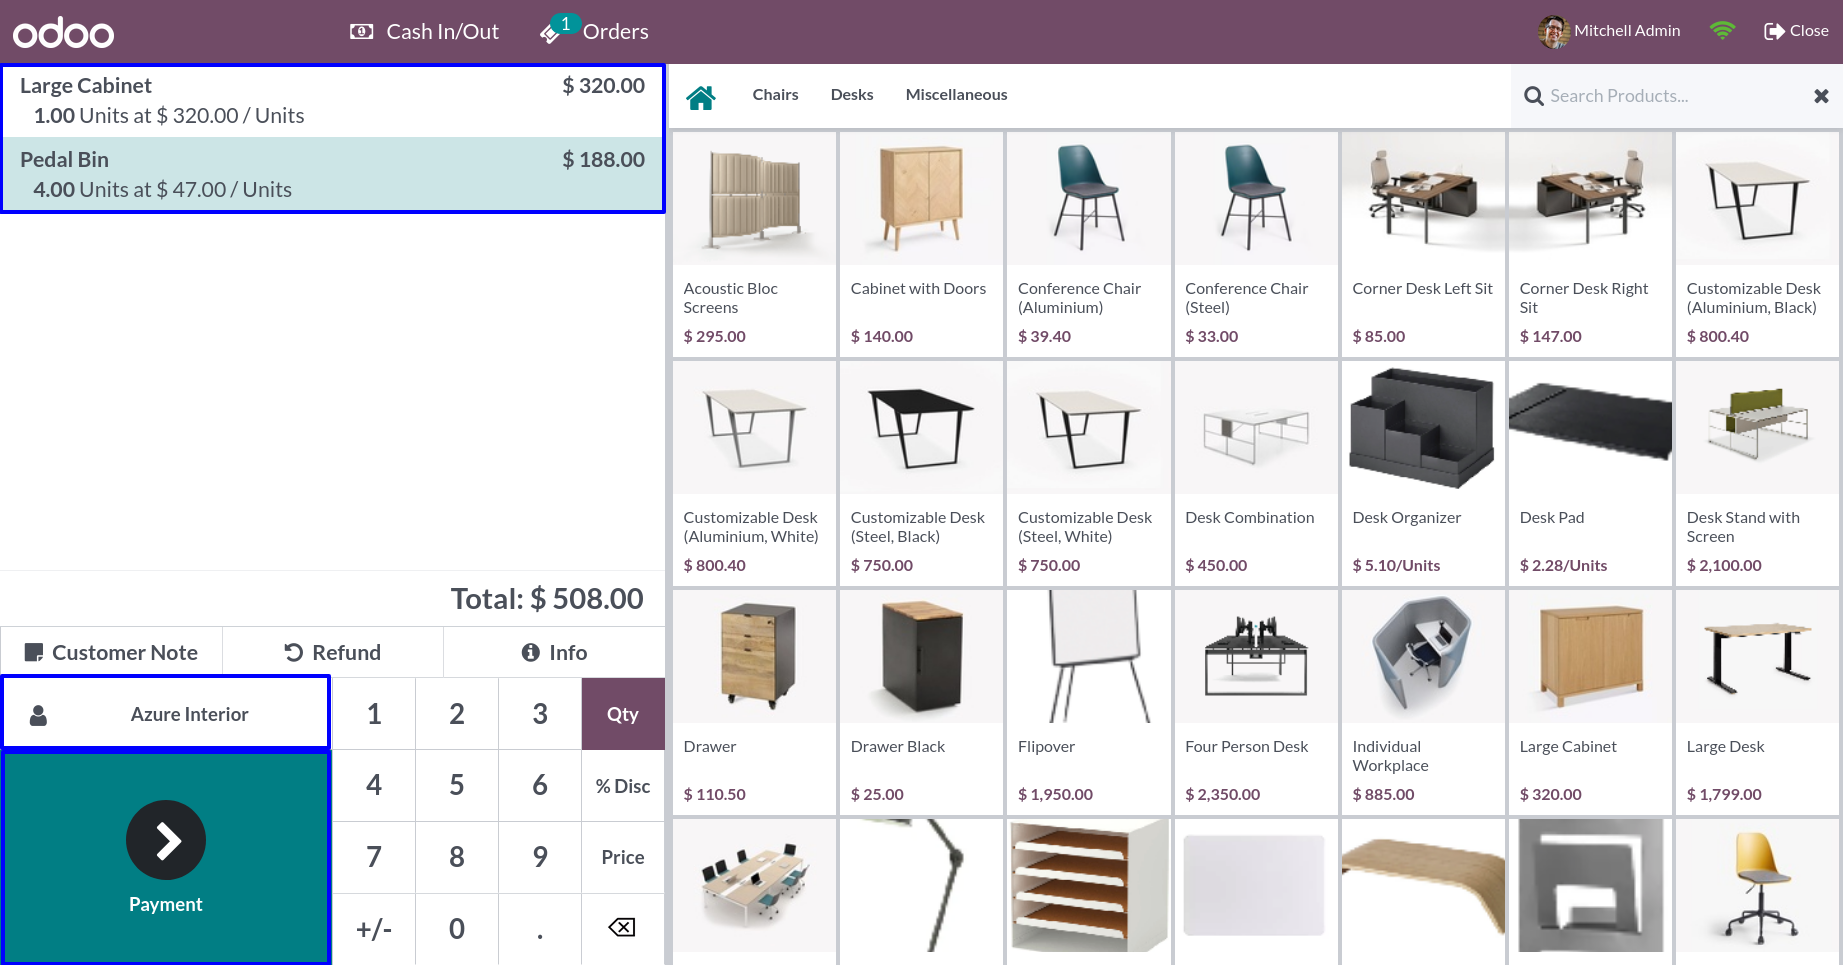 odoo
Cash In/Out
1
Orders
Mitchell Admin
Close
Large Cabinet $ 320.00
1.00 Units at $ 320.00 / Units
Pedal Bin $ 188.00
4.00 Units at $ 47.00 / Units
Total: $ 508.00
Customer Note
Refund
Info
Azure Interior
Payment
1 2 3 Qty
4 5 6 % Disc
7 8 9 Price
+/- 0 .
Chairs Desks Miscellaneous
Search Products...
Acoustic Bloc
Screens
$ 295.00
Cabinet with Doors
$ 140.00
Conference Chair
(Aluminium)
$ 39.40
Conference Chair
(Steel)
$ 33.00
Corner Desk Left Sit
$ 85.00
Corner Desk Right
Sit
$ 147.00
Customizable Desk
(Aluminium, Black)
$ 800.40
Customizable Desk
(Aluminium, White)
$ 800.40
Customizable Desk
(Steel, Black)
$ 750.00
Customizable Desk
(Steel, White)
$ 750.00
Desk Combination
$ 450.00
Desk Organizer
$ 5.10/Units
Desk Pad
$ 2.28/Units
Desk Stand with
Screen
$ 2,100.00
Drawer
$ 110.50
Drawer Black
$ 25.00
Flipover
$ 1,950.00
Four Person Desk
$ 2,350.00
Individual
Workplace
$ 885.00
Large Cabinet
$ 320.00
Large Desk
$ 1,799.00